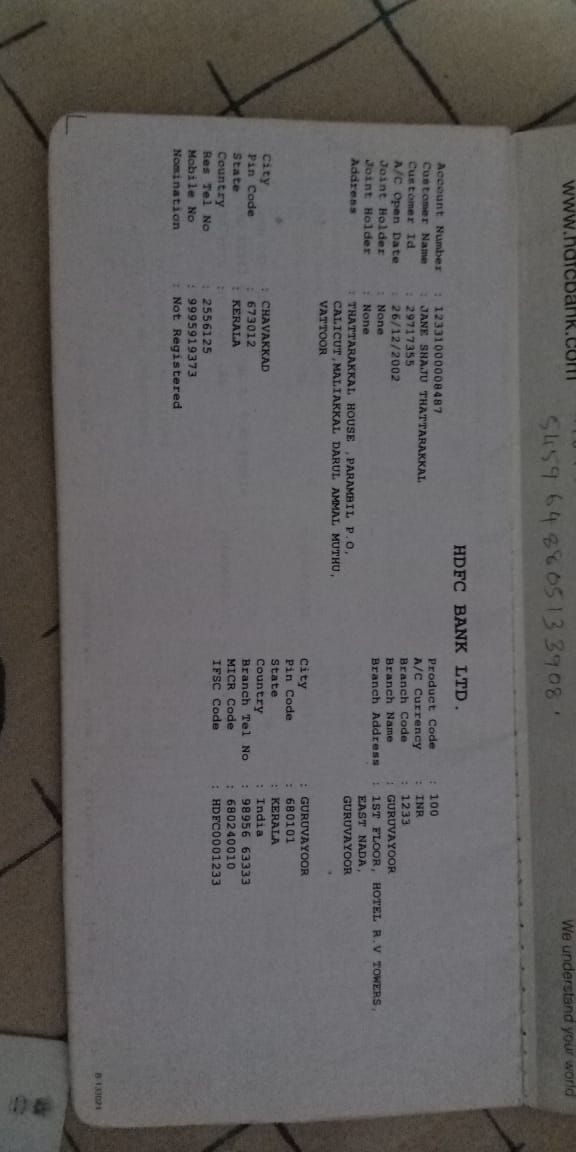 www.hdfcbank.com
We understand your world
5459 6488 0513 3908
HDFC BANK LTD.
Account Number : 12331000008487
Customer Name : JANE SHAJU THATTARAKKAL
Customer Id : 29717355
A/C Open Date : 26/12/2002
Joint Holder : None
Joint Holder : None
Address : THATTARAKKAL HOUSE ,PARAMBIL P.O,
CALICUT,MALIAKKAL DARUL AMMAL MUTHU,
VATTOOR
City : CHAVAKKAD
Pin Code : 673012
State : KERALA
Country :
Res Tel No : 2556125
Mobile No : 9995919373
Nomination : Not Registered
Product Code : 100
A/C Currency : INR
Branch Code : 1233
Branch Name : GURUVAYOOR
Branch Address : 1ST FLOOR, HOTEL R.V TOWERS,
EAST NADA,
GURUVAYOOR
City : GURUVAYOOR
Pin Code : 680101
State : KERALA
Country : India
Branch Tel No : 98956 63333
MICR Code : 680240010
IFSC Code : HDFC0001233